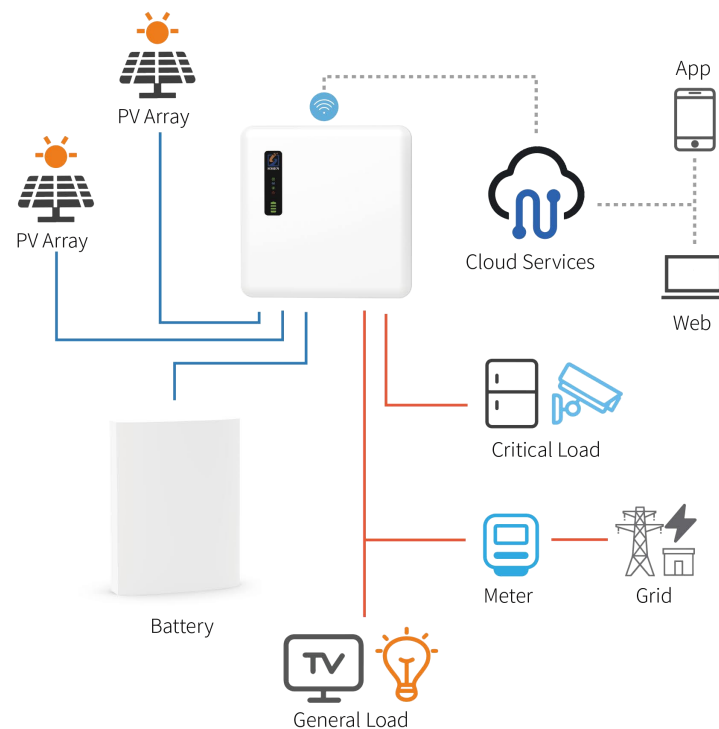 PV Array
App
PV Array
Cloud Services
Web
Critical Load
Meter
Grid
Battery
TV
General Load